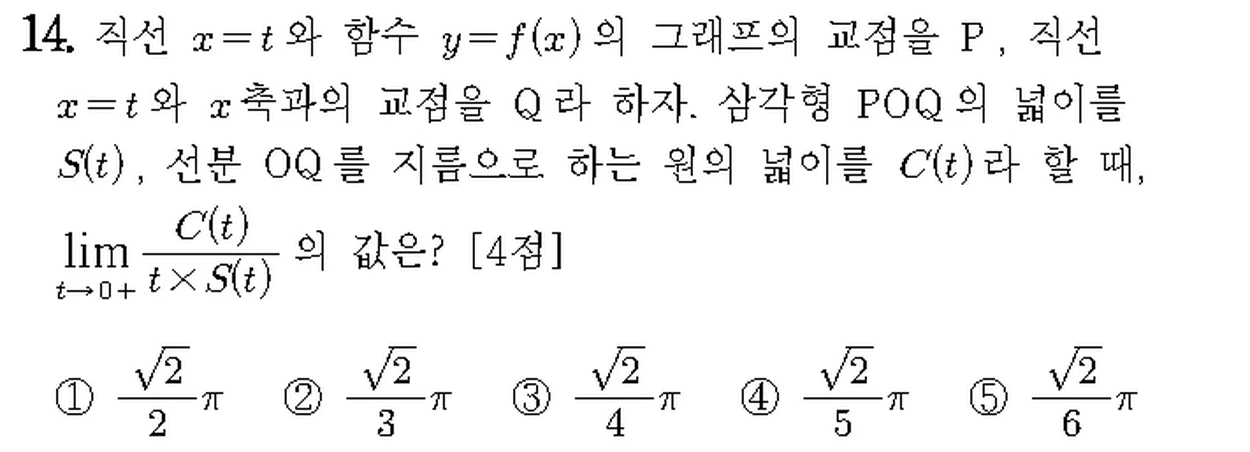 14. 직선 x=t 와 함수 y=f(x) 의 그래프의 교점을 P, 직선
x=t 와 x축과의 교점을 Q라 하자. 삼각형 POQ의 넓이를
S(t), 선분 OQ를 지름으로 하는 원의 넓이를 C(t)라 할 때,
lim_{t→0+} C(t)/(t×S(t)) 의 값은? [4점]
① √2/2 π ② √2/3 π ③ √2/4 π ④ √2/5 π ⑤ √2/6 π